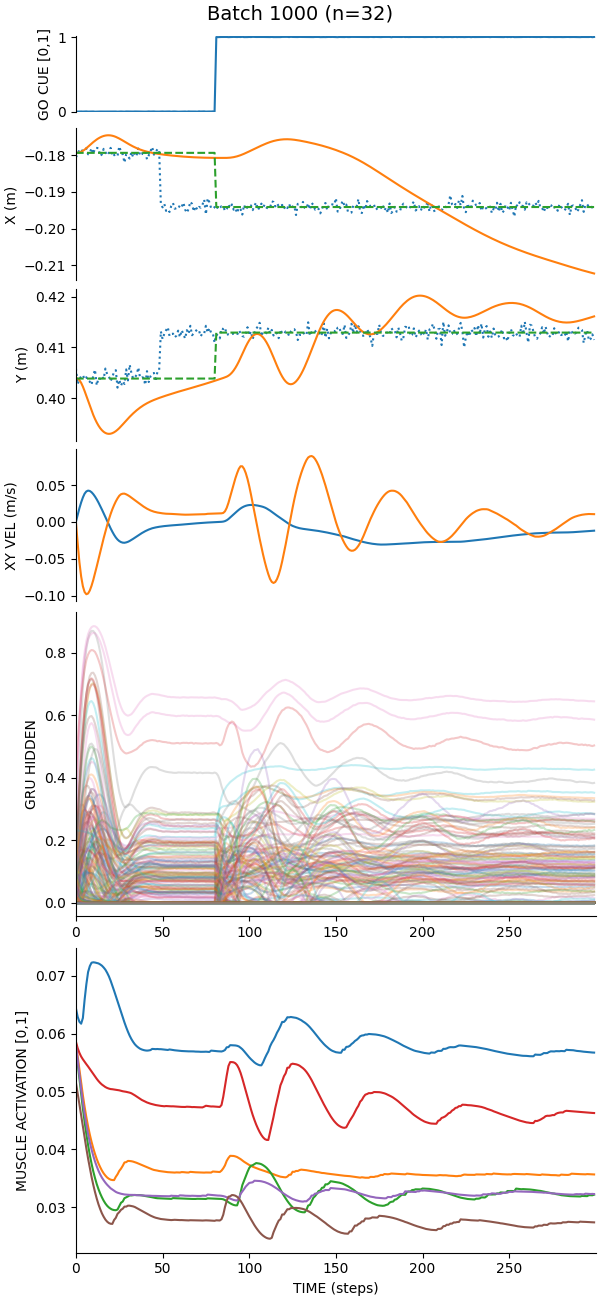 Batch 1000 (n=32)
GO CUE [0,1]
1
0
X (m)
−0.18
−0.19
−0.20
−0.21
Y (m)
0.42
0.41
0.40
XY VEL (m/s)
0.05
0.00
−0.05
−0.10
GRU HIDDEN
0.8
0.6
0.4
0.2
0.0
0 50 100 150 200 250
MUSCLE ACTIVATION [0,1]
0.07
0.06
0.05
0.04
0.03
0 50 100 150 200 250
TIME (steps)